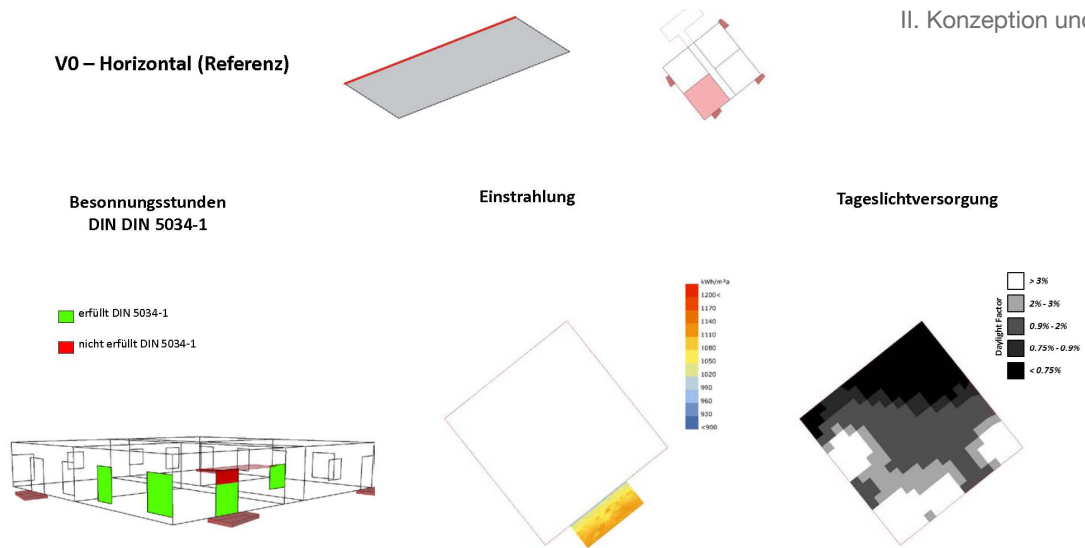 II. Konzeption und
V0 – Horizontal (Referenz)
Besonnungsstunden
DIN DIN 5034-1
Einstrahlung
Tageslichtversorgung
erfüllt DIN 5034-1
nicht erfüllt DIN 5034-1
kWh/m²a
1200<
1170
1140
1110
1080
1050
1020
990
960
930
<900
Daylight Factor
> 3%
2% - 3%
0.9% - 2%
0.75% - 0.9%
< 0.75%